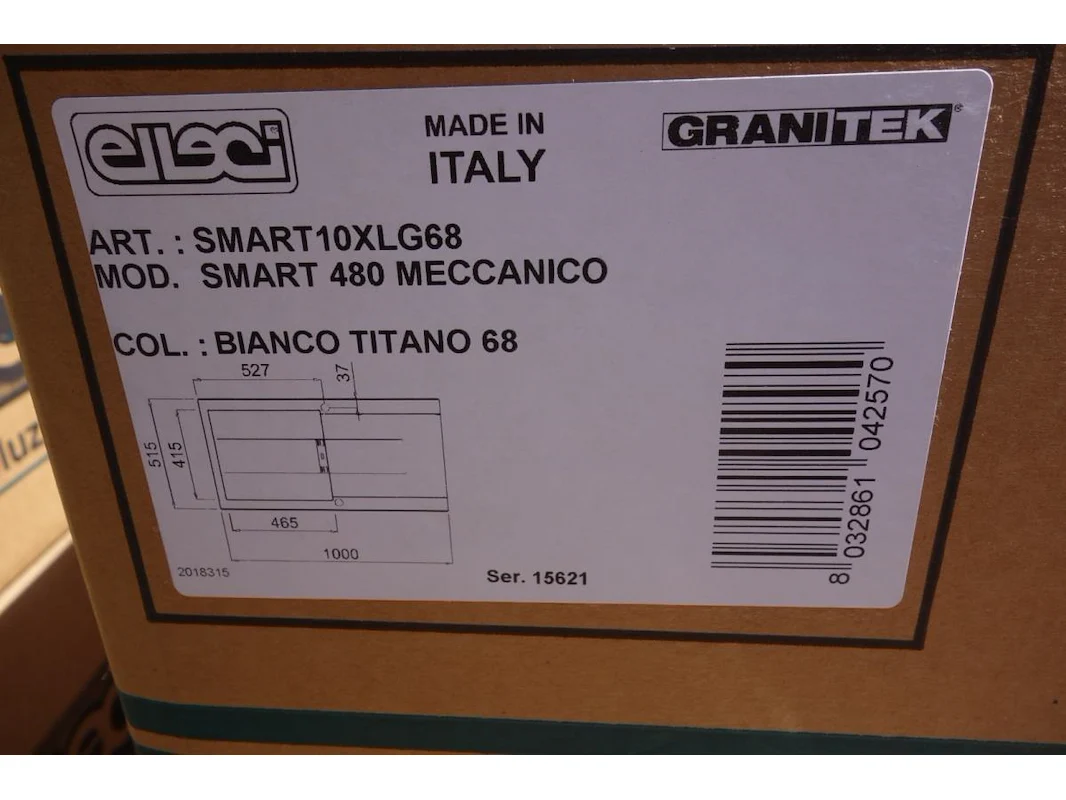 elleci
MADE IN
ITALY
GRANITEK
ART. : SMART10XLG68
MOD. SMART 480 MECCANICO
COL. : BIANCO TITANO 68
527
37
515
415
465
1000
2018315
Ser. 15621
8 032861 042570
luz